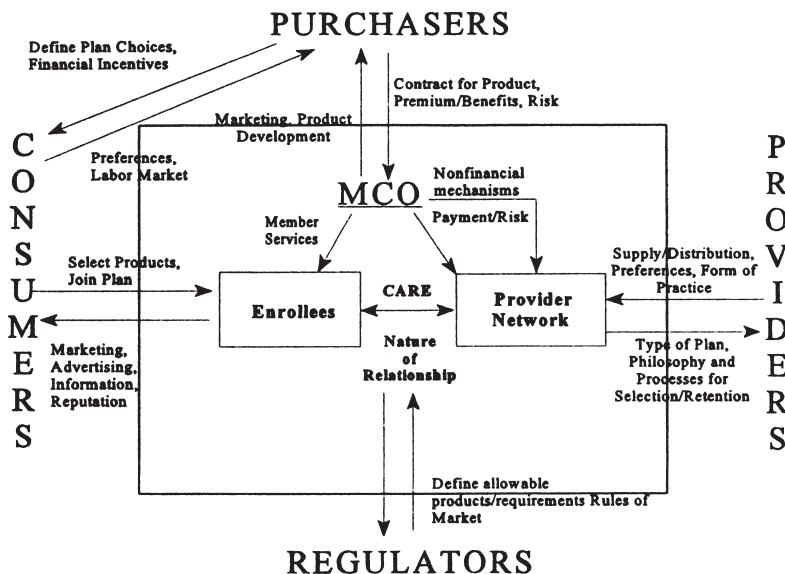 PURCHASERS
Define Plan Choices,
Financial Incentives
Contract for Product,
Premium/Benefits, Risk
Marketing, Product
Development
CONSUMERS
Preferences,
Labor Market
PROVIDERS
MCO
Nonfinancial
mechanisms
Payment/Risk
Member
Services
Select Products,
Join Plan
Supply/Distribution,
Preferences, Form of
Practice
Enrollees
CARE
Provider
Network
Nature
of
Relationship
Marketing,
Advertising,
Information,
Reputation
Type of Plan,
Philosophy and
Processes for
Selection/Retention
Define allowable
products/requirements Rules of
Market
REGULATORS